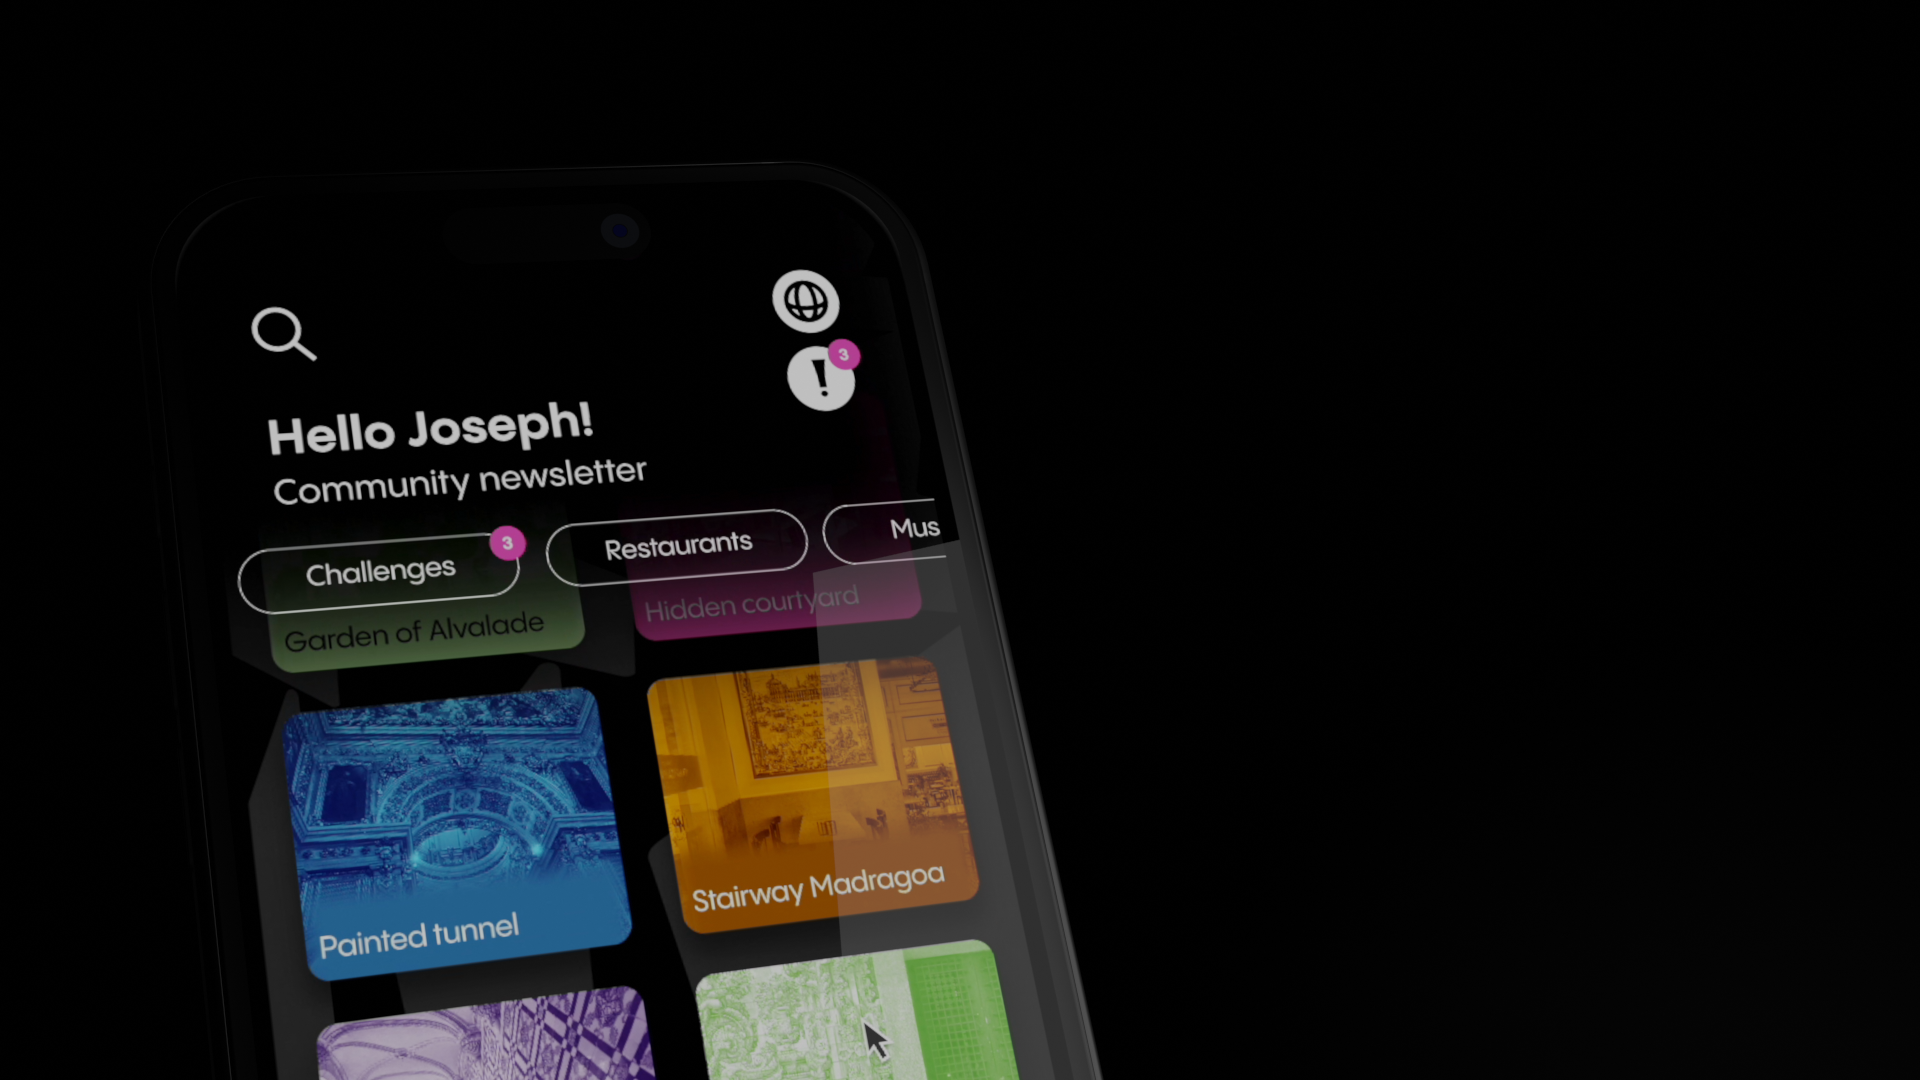 3
Hello Joseph!
Community newsletter
Challenges
3
Restaurants
Mus
Garden of Alvalade
Hidden courtyard
Painted tunnel
Stairway Madragoa